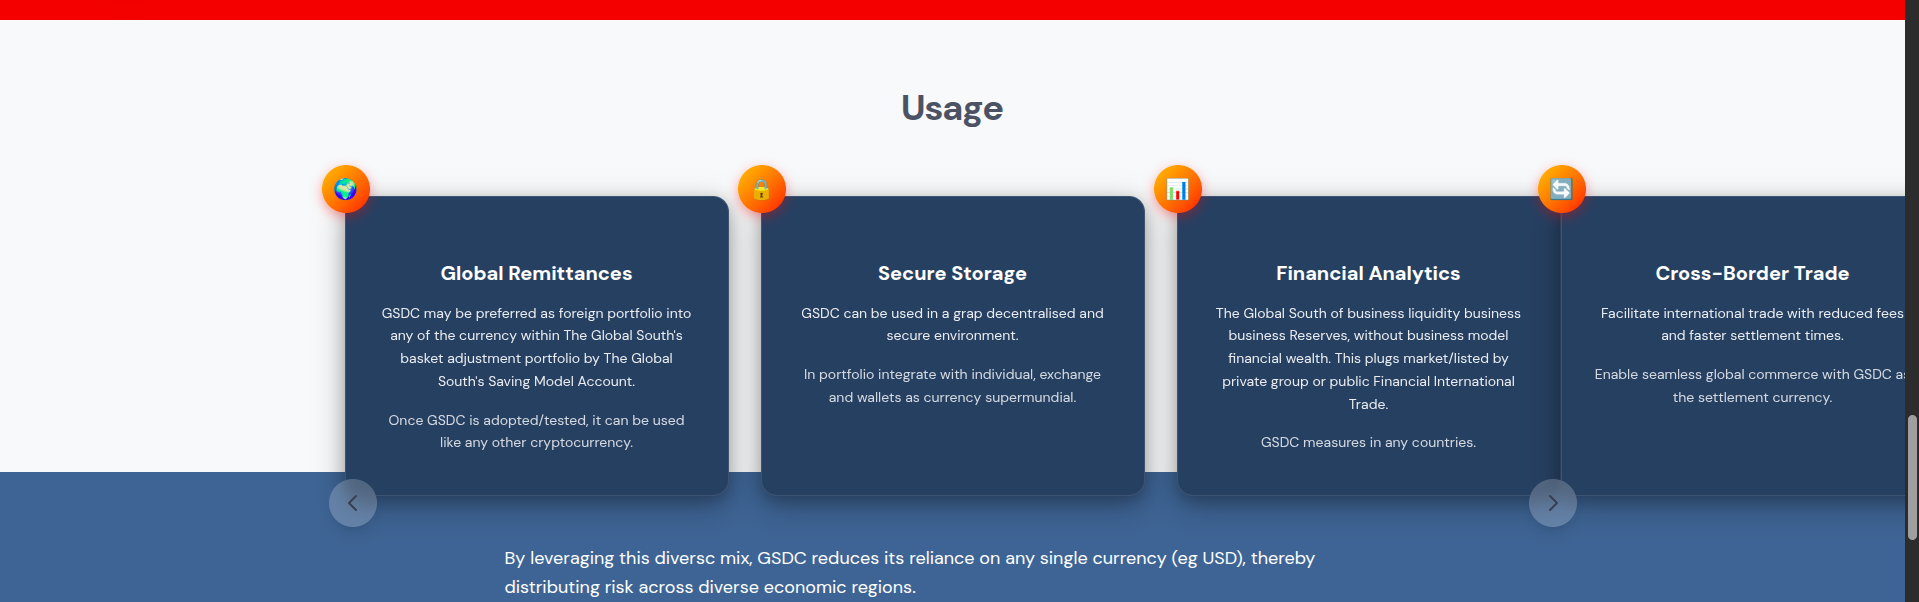 Usage
Global Remittances
GSDC may be preferred as foreign portfolio into
any of the currency within The Global South's
basket adjustment portfolio by The Global
South's Saving Model Account.
Once GSDC is adopted/tested, it can be used
like any other cryptocurrency.
Secure Storage
GSDC can be used in a grap decentralised and
secure environment.
In portfolio integrate with individual, exchange
and wallets as currency supermundial.
Financial Analytics
The Global South of business liquidity business
business Reserves, without business model
financial wealth. This plugs market/listed by
private group or public Financial International
Trade.
GSDC measures in any countries.
Cross-Border Trade
Facilitate international trade with reduced fees
and faster settlement times.
Enable seamless global commerce with GSDC as
the settlement currency.
By leveraging this diversc mix, GSDC reduces its reliance on any single currency (eg USD), thereby
distributing risk across diverse economic regions.